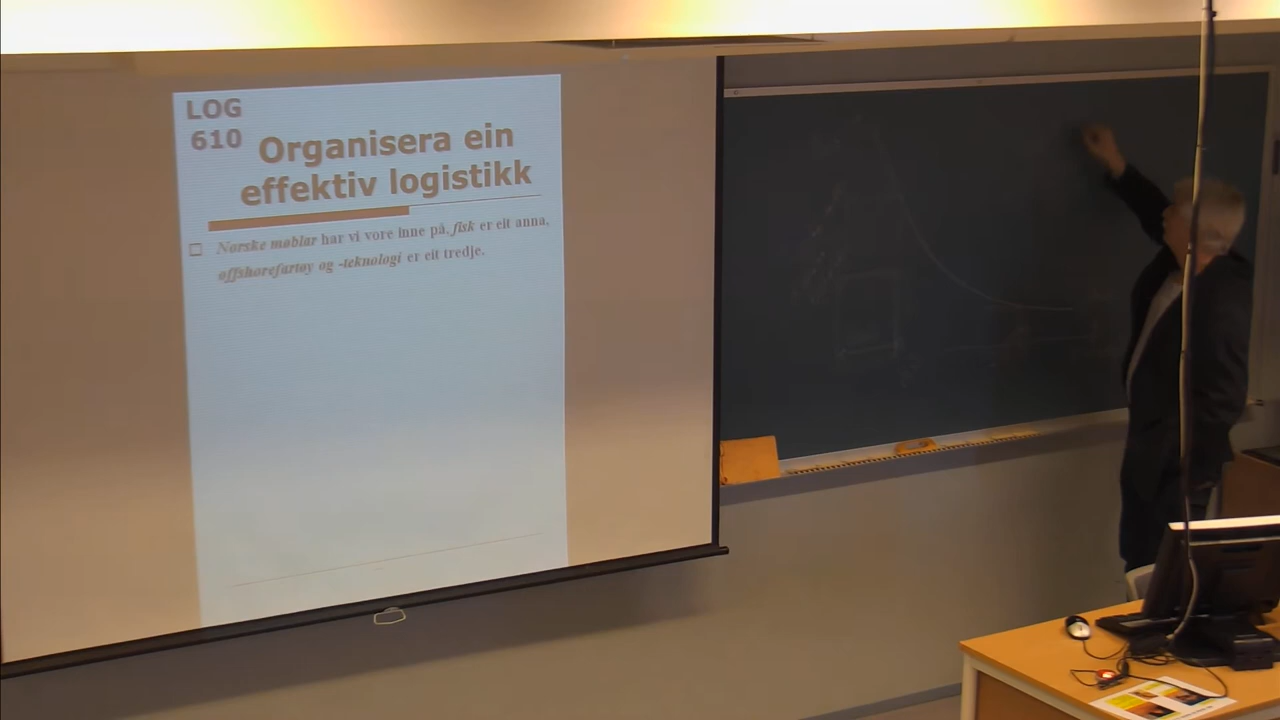 LOG
610
Organisera ein
effektiv logistikk
Norske møblar har vi vore inne på, fisk er eit anna,
offshorefartøy og -teknologi er eit tredje.